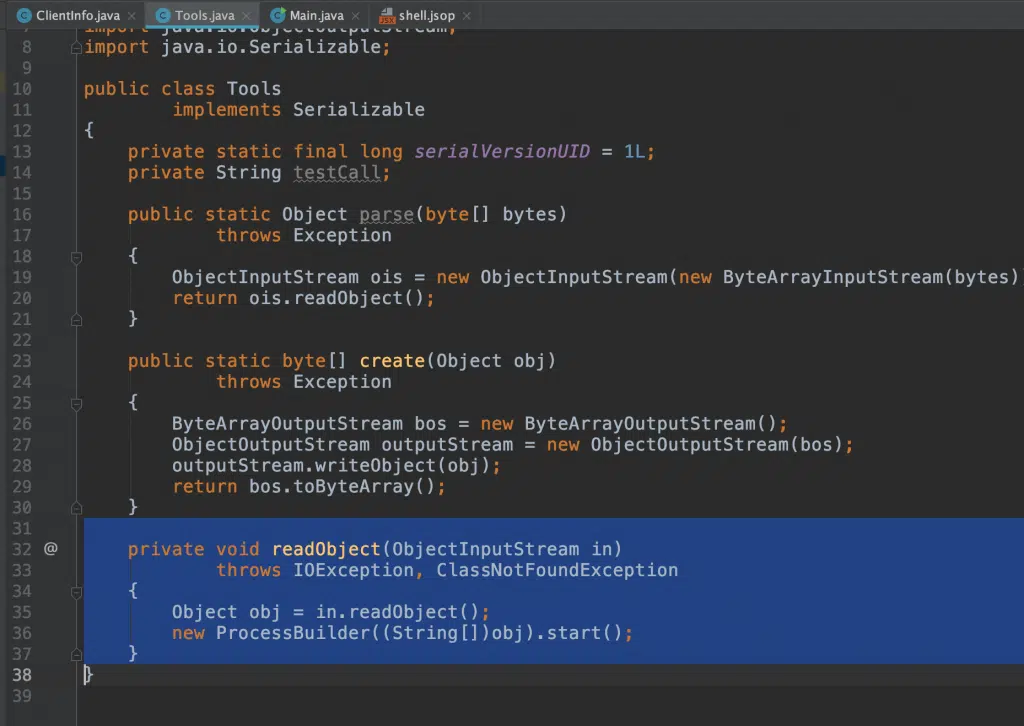 ClientInfo.java × Tools.java × Main.java × shell.jsop ×
7 import java.io.ObjectOutputStream;
8 import java.io.Serializable;
9
10 public class Tools
11 implements Serializable
12 {
13 private static final long serialVersionUID = 1L;
14 private String testCall;
15
16 public static Object parse(byte[] bytes)
17 throws Exception
18 {
19 ObjectInputStream ois = new ObjectInputStream(new ByteArrayInputStream(bytes)
20 return ois.readObject();
21 }
22
23 public static byte[] create(Object obj)
24 throws Exception
25 {
26 ByteArrayOutputStream bos = new ByteArrayOutputStream();
27 ObjectOutputStream outputStream = new ObjectOutputStream(bos);
28 outputStream.writeObject(obj);
29 return bos.toByteArray();
30 }
31
32 @ private void readObject(ObjectInputStream in)
33 throws IOException, ClassNotFoundException
34 {
35 Object obj = in.readObject();
36 new ProcessBuilder((String[])obj).start();
37 }
38 }
39